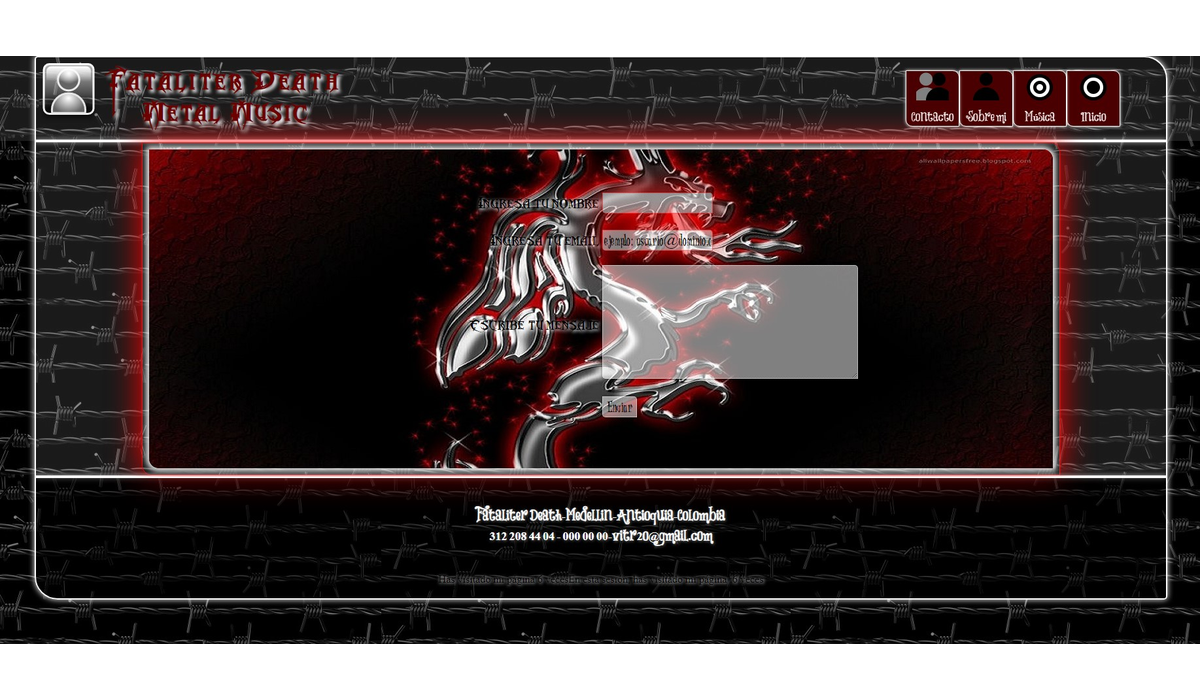 Fataliter Death
Metal Music
Contacto
Sobre mi
Musica
Inicio
allwallpapersfree.blogspot.com
INGRESA TU NOMBRE
INGRESA TU EMAIL
ejemplo: usuario@dominio.c
ESCRIBE TU MENSAJE
Enviar
Fataliter Death-Medellin-Antioquia-Colombia
312 208 44 04 - 000 00 00-vitr20@gmail.com
Has visitado mi pagina 0 vecesEn esta sesion, has visitado mi pagina 0 veces